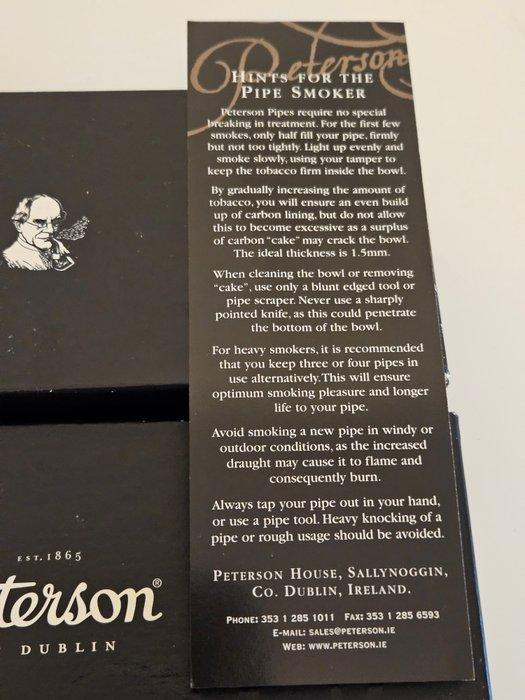 Peterson
HINTS FOR THE
PIPE SMOKER
Peterson Pipes require no special
breaking in treatment. For the first few
smokes, only half fill your pipe, firmly
but not too tightly. Light up evenly and
smoke slowly, using your tamper to
keep the tobacco firm inside the bowl.
By gradually increasing the amount of
tobacco, you will ensure an even build
up of carbon lining, but do not allow
this to become excessive as a surplus
of carbon "cake" may crack the bowl.
The ideal thickness is 1.5mm.
When cleaning the bowl or removing
"cake", use only a blunt edged tool or
pipe scraper. Never use a sharply
pointed knife, as this could penetrate
the bottom of the bowl.
For heavy smokers, it is recommended
that you keep three or four pipes in
use alternatively. This will ensure
optimum smoking pleasure and longer
life to your pipe.
Avoid smoking a new pipe in windy or
outdoor conditions, as the increased
draught may cause it to flame and
consequently burn.
Always tap your pipe out in your hand,
or use a pipe tool. Heavy knocking of a
pipe or rough usage should be avoided.
PETERSON HOUSE, SALLYNOGGIN,
CO. DUBLIN, IRELAND.
PHONE: 353 1 285 1011 FAX: 353 1 285 6593
E-MAIL: SALES@PETERSON.IE
WEB: WWW.PETERSON.IE
EST. 1865
terson®
DUBLIN